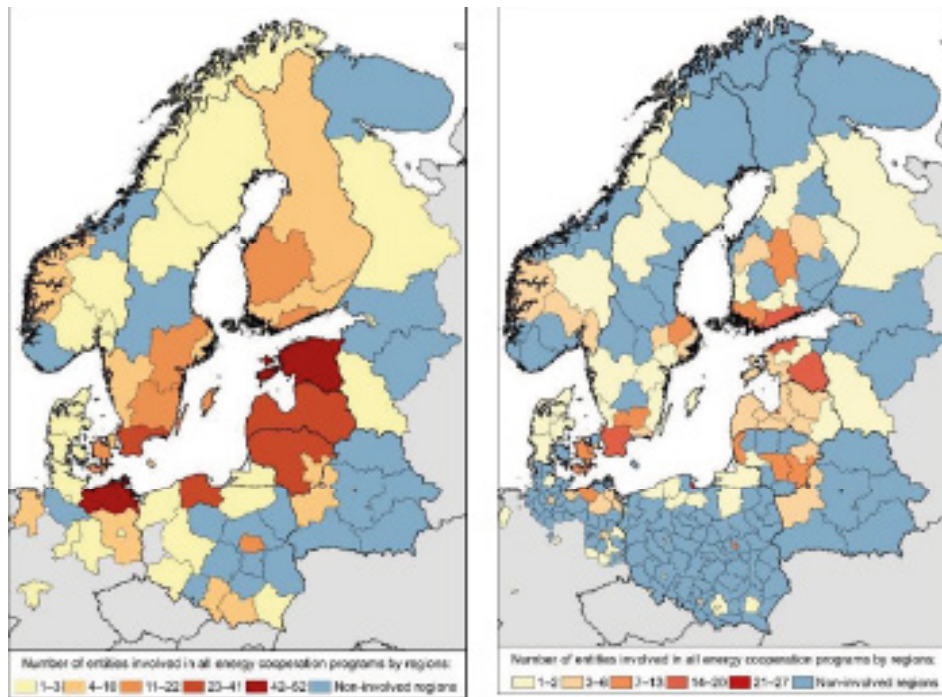 Number of entities involved in all energy cooperation programs by regions:
1–3 4–10 11–22 23–41 42–52 Non-involved regions
Number of entities involved in all energy cooperation programs by regions:
1–2 3–6 7–13 14–20 21–27 Non-involved regions